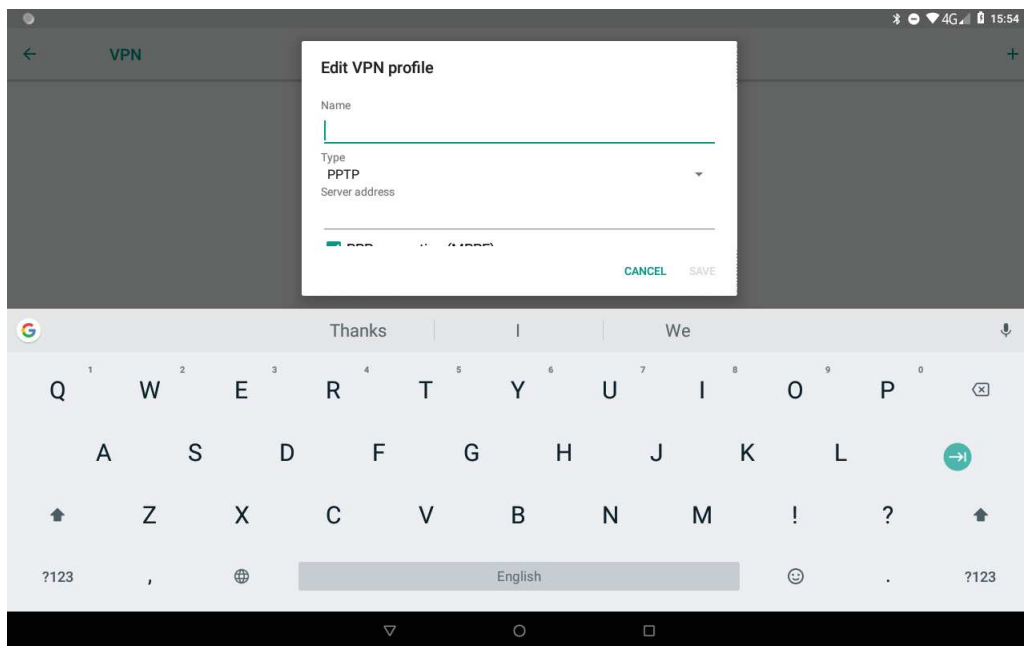 4G 15:54
VPN
Edit VPN profile
Name
Type
PPTP
Server address
CANCEL SAVE
Thanks I We
1 2 3 4 5 6 7 8 9 0
Q W E R T Y U I O P
A S D F G H J K L
Z X C V B N M ! ?
?123 , English . ?123